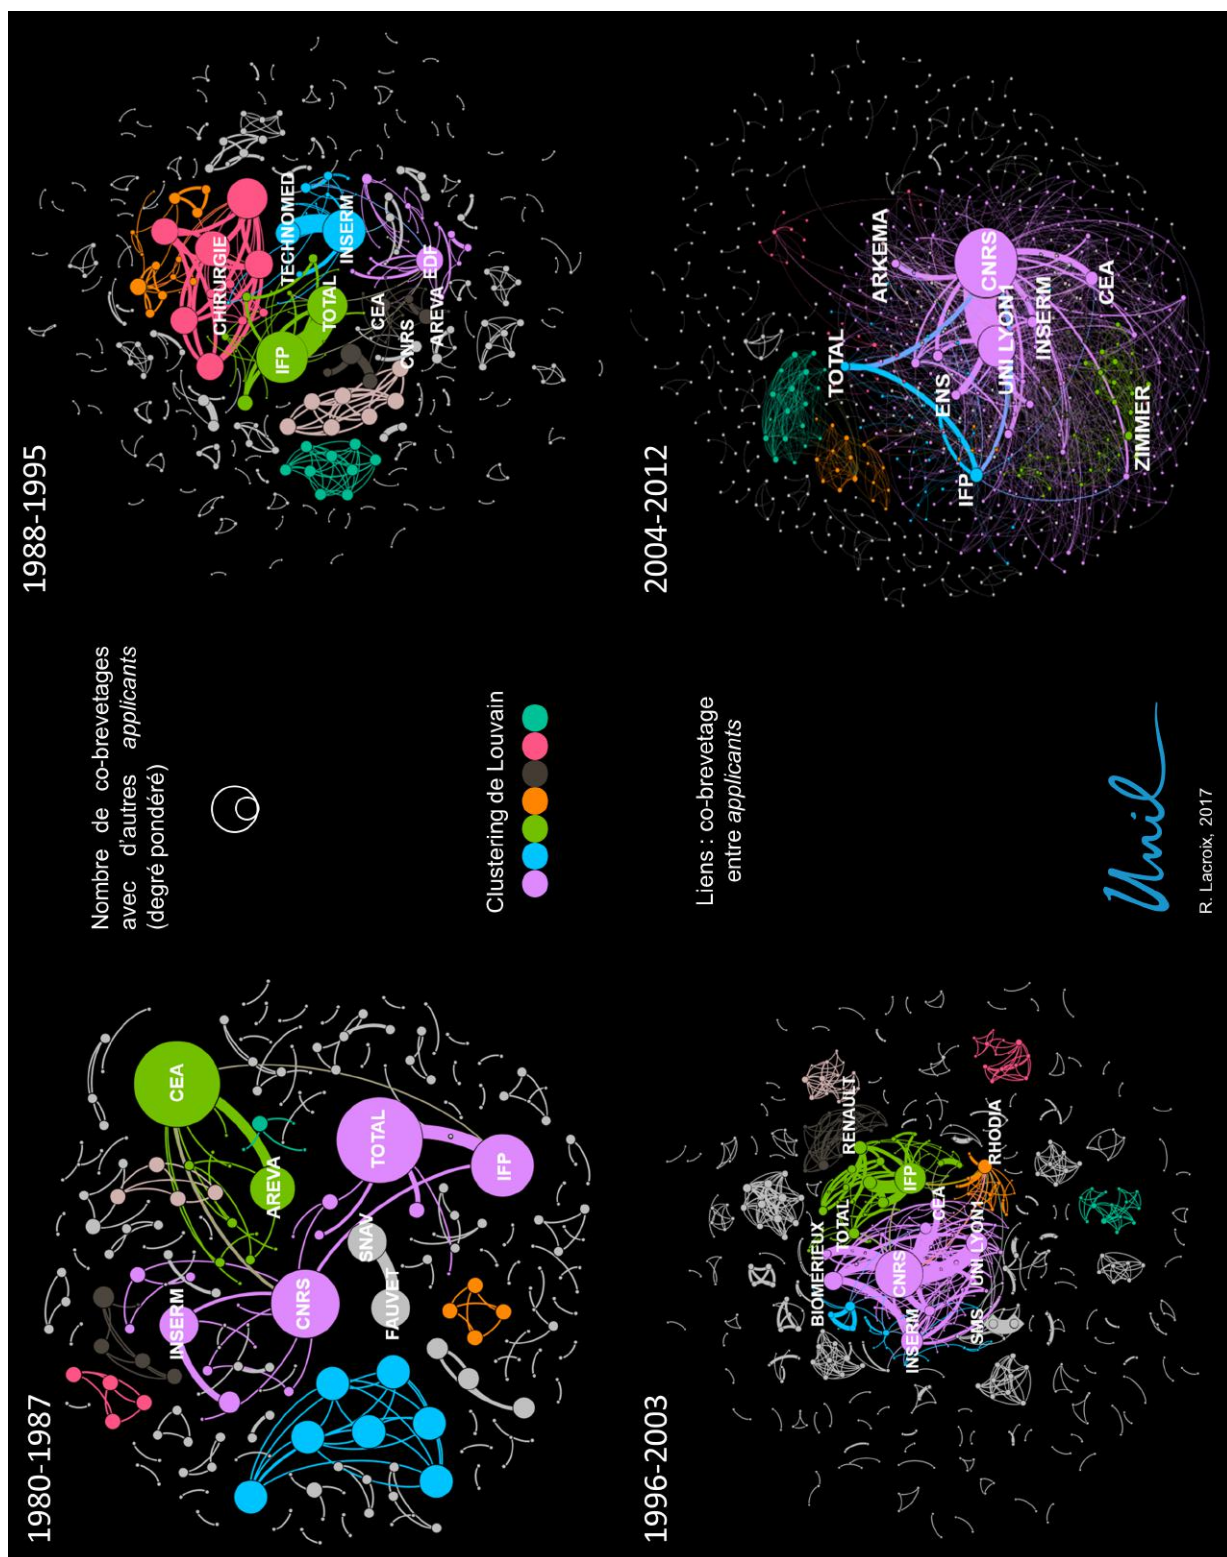 1980-1987
CEA
INSERM
AREVA
CNRS
SNAV
TOTAL
FAUVET
IFP
Nombre de co-brevetages
avec d'autres applicants
(degré pondéré)
1988-1995
CHIRURGIE
IFP
TECHNOMED
TOTAL
INSERM
CEA
CNRS
AREVA
EDF
Clustering de Louvain
1996-2003
BIOMERIEUX
TOTAL
RENAULT
CNRS
IFP
INSERM
CEA
SMS
UNI LYON1
RHODIA
Liens : co-brevetage
entre applicants
2004-2012
TOTAL
ARKEMA
ENS
IFP
CNRS
UNI LYON1
INSERM
CEA
ZIMMER
Unil
R. Lacroix, 2017